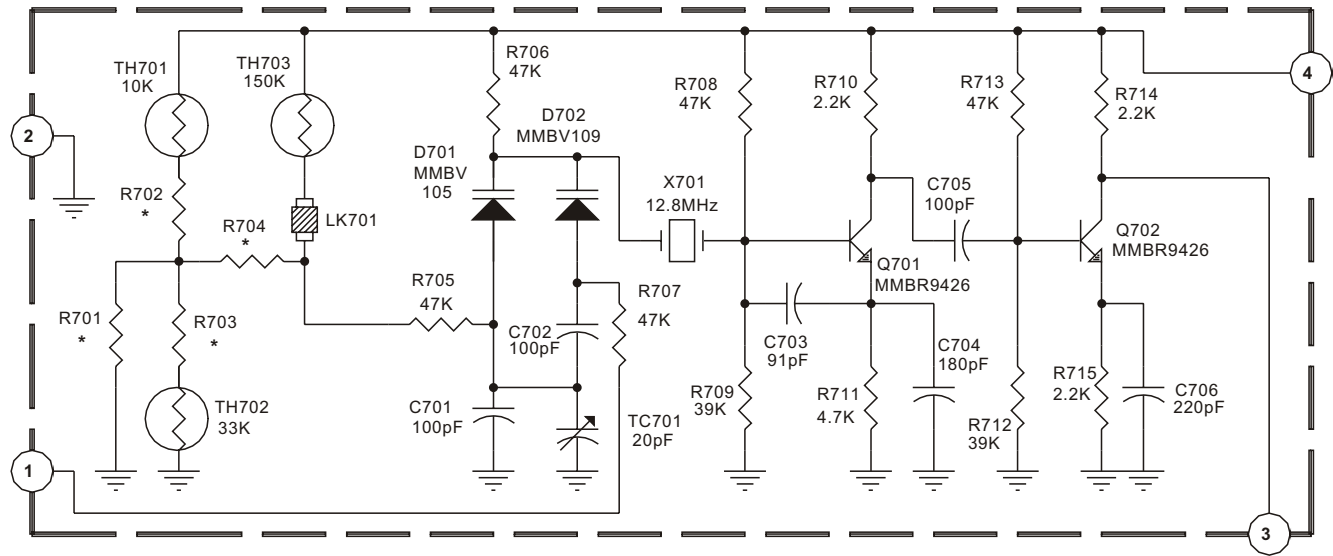 TH701
10K
TH703
150K
R706
47K
D702
MMBV109
D701
MMBV
105
R708
47K
R710
2.2K
R713
47K
R714
2.2K
4
2
R702
*
R704
*
LK701
X701
12.8MHz
C705
100pF
Q701
MMBR9426
Q702
MMBR9426
R701
*
R703
*
R705
47K
R707
47K
C702
100pF
C703
91pF
C704
180pF
TH702
33K
C701
100pF
TC701
20pF
R709
39K
R711
4.7K
R712
39K
R715
2.2K
C706
220pF
1
3